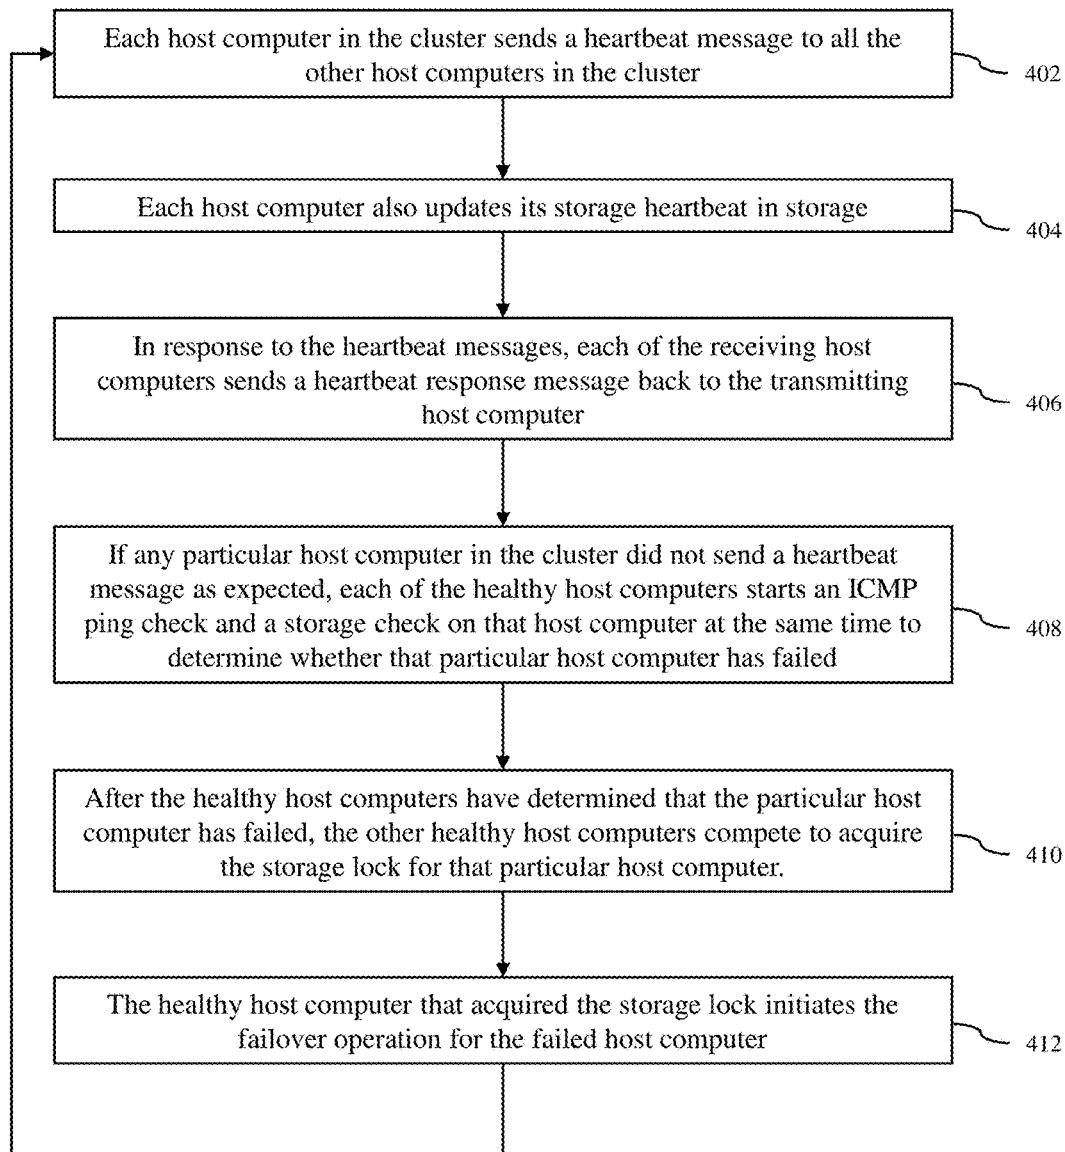 Each host computer in the cluster sends a heartbeat message to all the
other host computers in the cluster
402
Each host computer also updates its storage heartbeat in storage
404
In response to the heartbeat messages, each of the receiving host
computers sends a heartbeat response message back to the transmitting
host computer
406
If any particular host computer in the cluster did not send a heartbeat
message as expected, each of the healthy host computers starts an ICMP
ping check and a storage check on that host computer at the same time to
determine whether that particular host computer has failed
408
After the healthy host computers have determined that the particular host
computer has failed, the other healthy host computers compete to acquire
the storage lock for that particular host computer.
410
The healthy host computer that acquired the storage lock initiates the
failover operation for the failed host computer
412